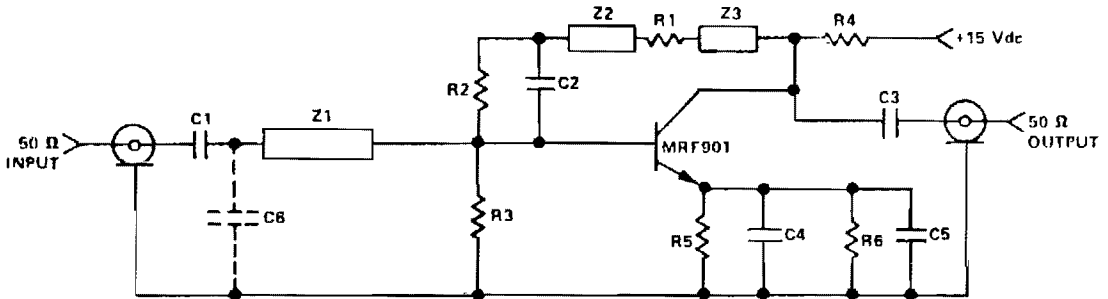 Z2
R1
Z3
R4
+15 Vdc
R2
C2
C1
Z1
C3
50 Ω
INPUT
50 Ω
OUTPUT
MRF901
C6
R3
R5
C4
R6
C5